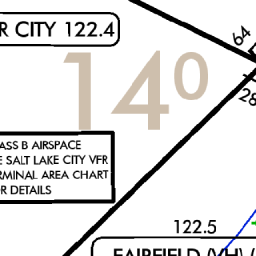 R CITY 122.4
64
14⁰
28
ASS B AIRSPACE
E SALT LAKE CITY VFR
RMINAL AREA CHART
R DETAILS
122.5
FAIRFIELD (VH) (